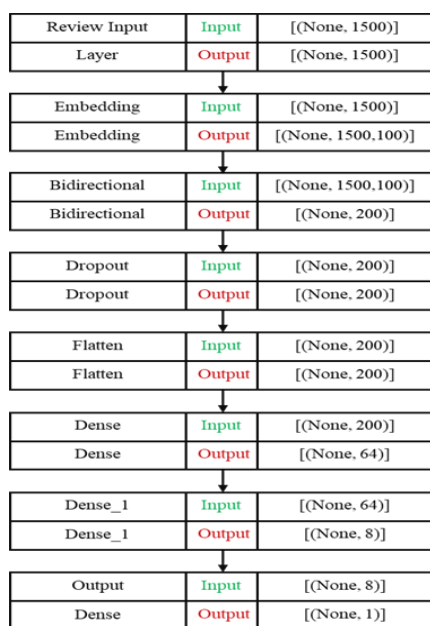 Review Input Input [(None, 1500)]
Layer Output [(None, 1500)]
Embedding Input [(None, 1500)]
Embedding Output [(None, 1500,100)]
Bidirectional Input [(None, 1500,100)]
Bidirectional Output [(None, 200)]
Dropout Input [(None, 200)]
Dropout Output [(None, 200)]
Flatten Input [(None, 200)]
Flatten Output [(None, 200)]
Dense Input [(None, 200)]
Dense Output [(None, 64)]
Dense_1 Input [(None, 64)]
Dense_1 Output [(None, 8)]
Output Input [(None, 8)]
Dense Output [(None, 1)]